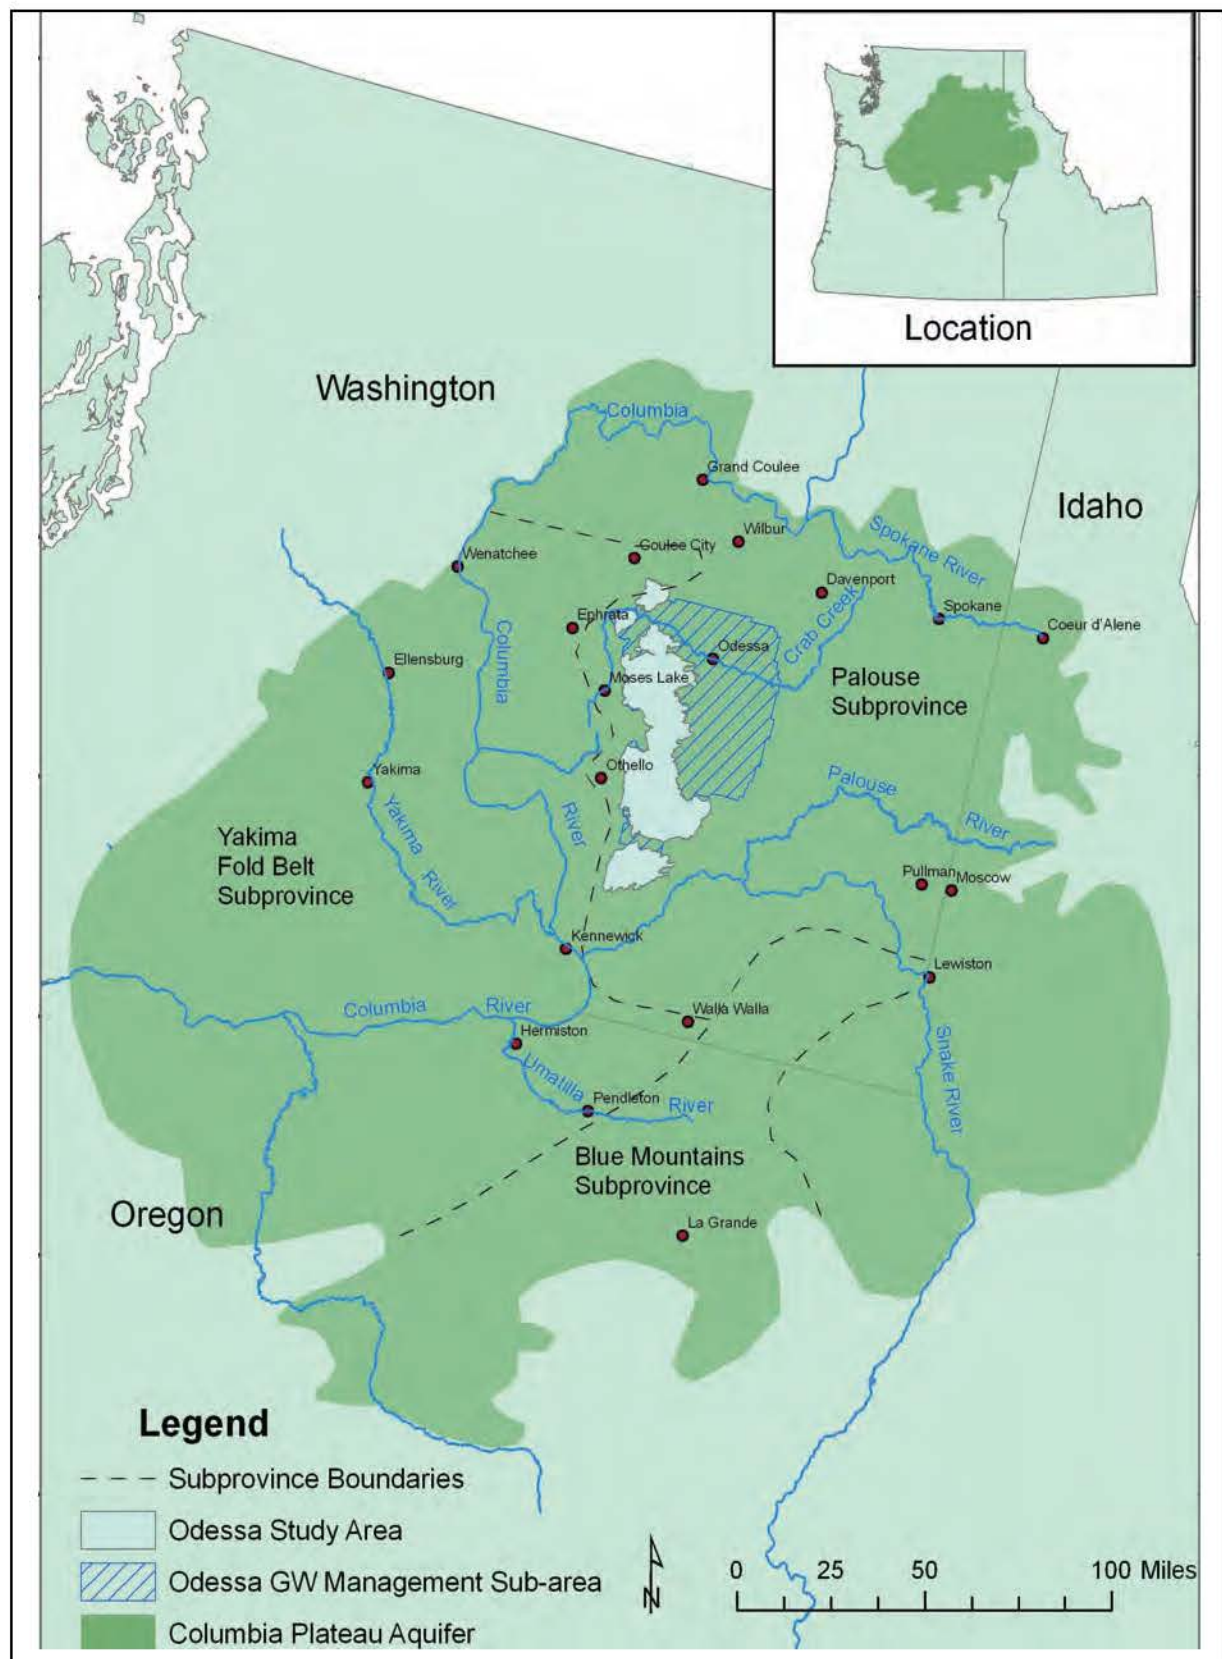 Location
Washington
Columbia
Grand Coulee
Idaho
Wilbur
Spokane River
Coulee City
Wenatchee
Davenport
Spokane
Ephrata
Coeur d'Alene
Columbia
Crab Creek
Odessa
Ellensburg
Moses Lake
Palouse
Subprovince
Yakima
Othello
Palouse
River
Yakima
River
River
Yakima
Fold Belt
Subprovince
Pullman
Moscow
Kennewick
Lewiston
Columbia
River
Walla Walla
Hermiston
Snake River
Umatilla
Pendleton
River
Blue Mountains
Subprovince
Oregon
La Grande
Legend
Subprovince Boundaries
Odessa Study Area
Odessa GW Management Sub-area
Columbia Plateau Aquifer
N
0 25 50 100 Miles